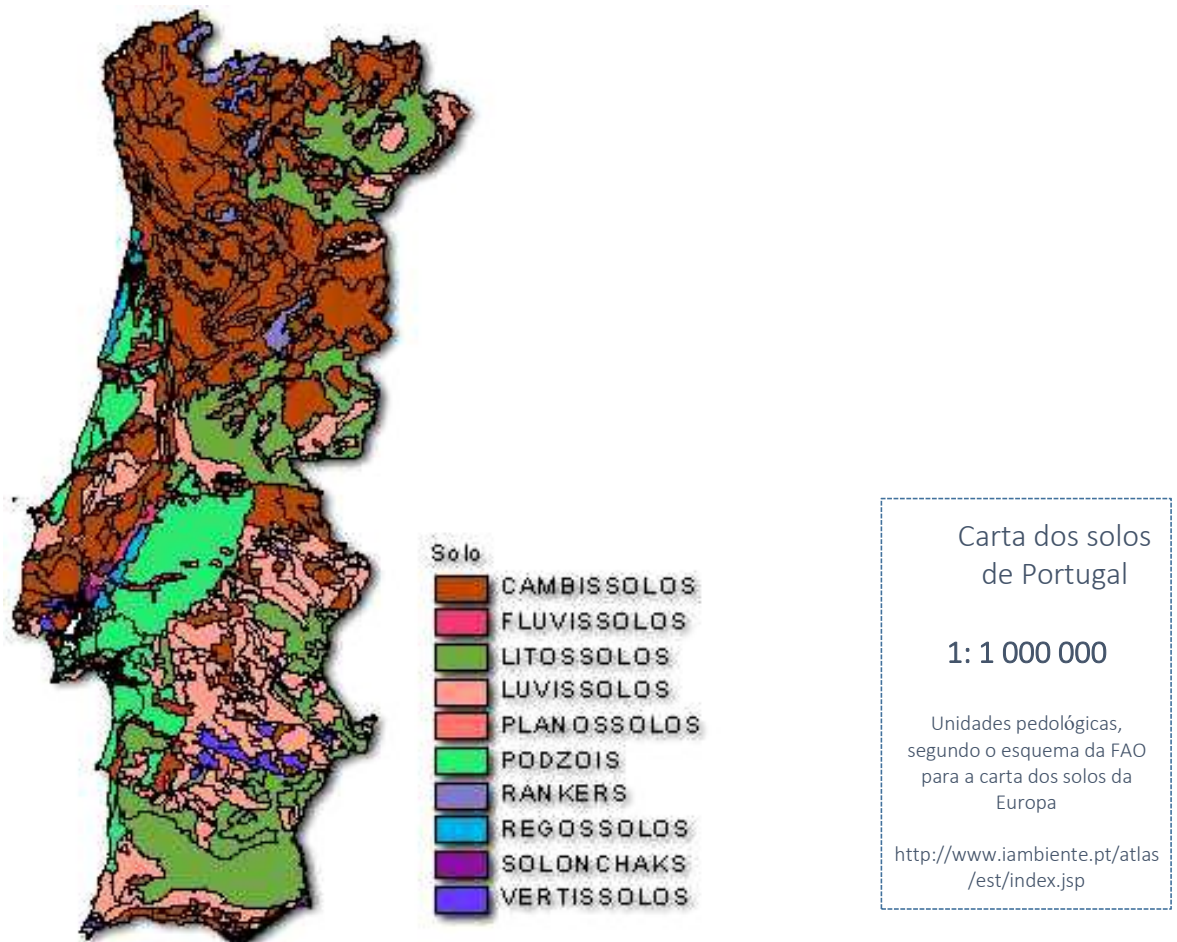 Solo
CAMBISSOLOS
FLUVISSOLOS
LITOSSOLOS
LUVISSOLOS
PLANOSSOLOS
PODZOIS
RANKERS
REGOSSOLOS
SOLONCHAKS
VERTISSOLOS
Carta dos solos
de Portugal
1: 1 000 000
Unidades pedológicas,
segundo o esquema da FAO
para a carta dos solos da
Europa
http://www.iambiente.pt/atlas
/est/index.jsp